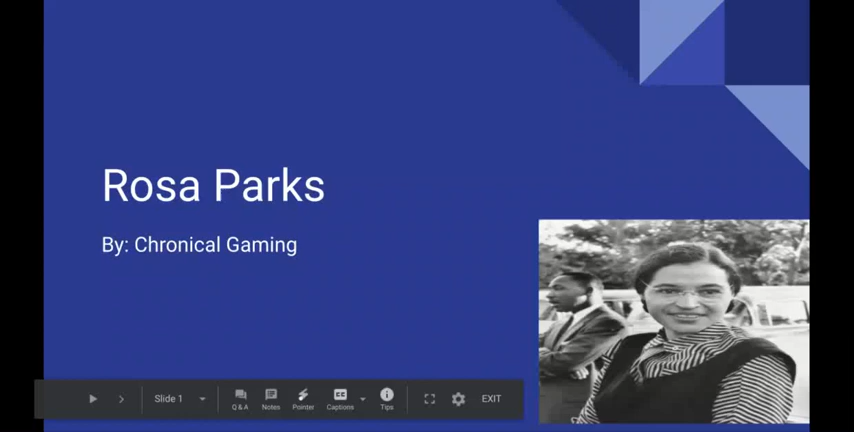 Rosa Parks
By: Chronical Gaming
Slide 1
Q & A
Notes
Pointer
Captions
Tips
EXIT